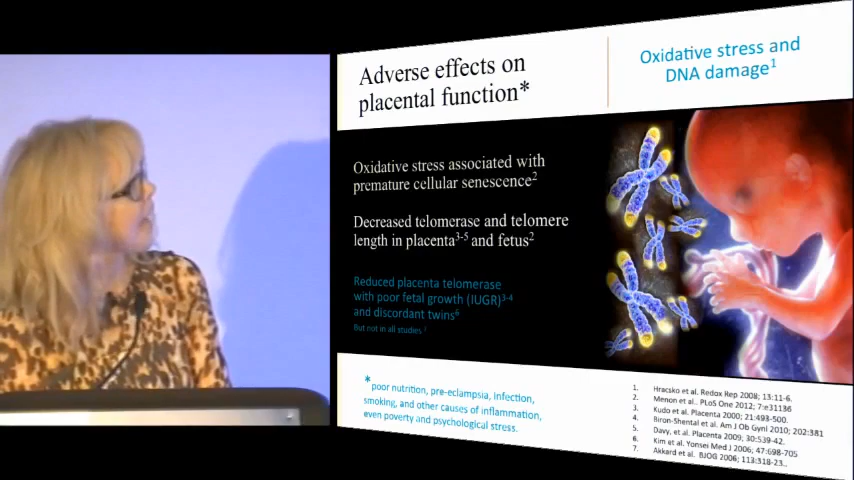 Adverse effects on
placental function*
Oxidative stress and
DNA damage1
Oxidative stress associated with
premature cellular senescence2
Decreased telomerase and telomere
length in placenta3-5 and fetus2
Reduced placenta telomerase
with poor fetal growth (IUGR)3-4
and discordant twins6
But not in all studies.7
*poor nutrition, pre-eclampsia, infection,
smoking, and other causes of inflammation,
even poverty and psychological stress.
1. Hracsko et al. Redox Rep 2008; 13:11-6.
2. Menon et al.. PLoS One 2012; 7:e31136
3. Kudo et al. Placenta 2000; 21:493-500.
4. Biron-Shental et al. Am J Ob Gynl 2010; 202:381
5. Davy, et al. Placenta 2009; 30:539-42.
6. Kim et al. Yonsei Med J 2006; 47:698-705
7. Akkard et al. BJOG 2006; 113:318-23..